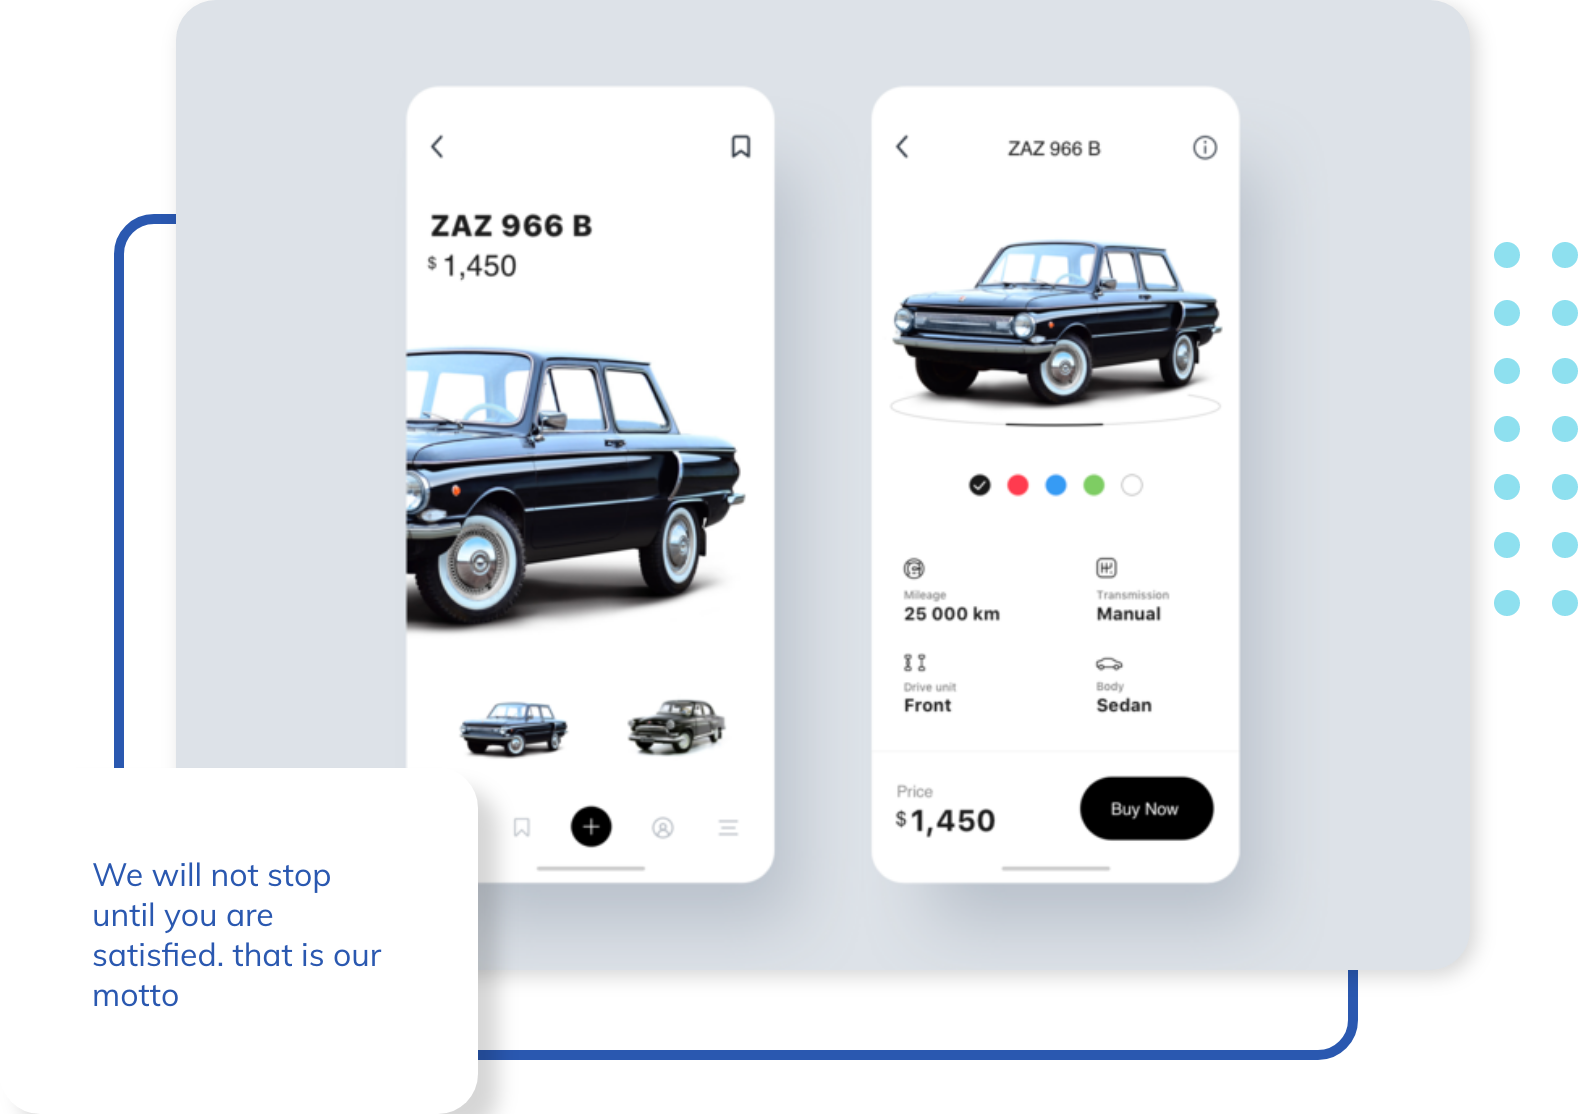 ZAZ 966 B
$ 1,450
ZAZ 966 B
Mileage
25 000 km
Transmission
Manual
Drive unit
Front
Body
Sedan
Price
$ 1,450
Buy Now
We will not stop
until you are
satisfied. that is our
motto